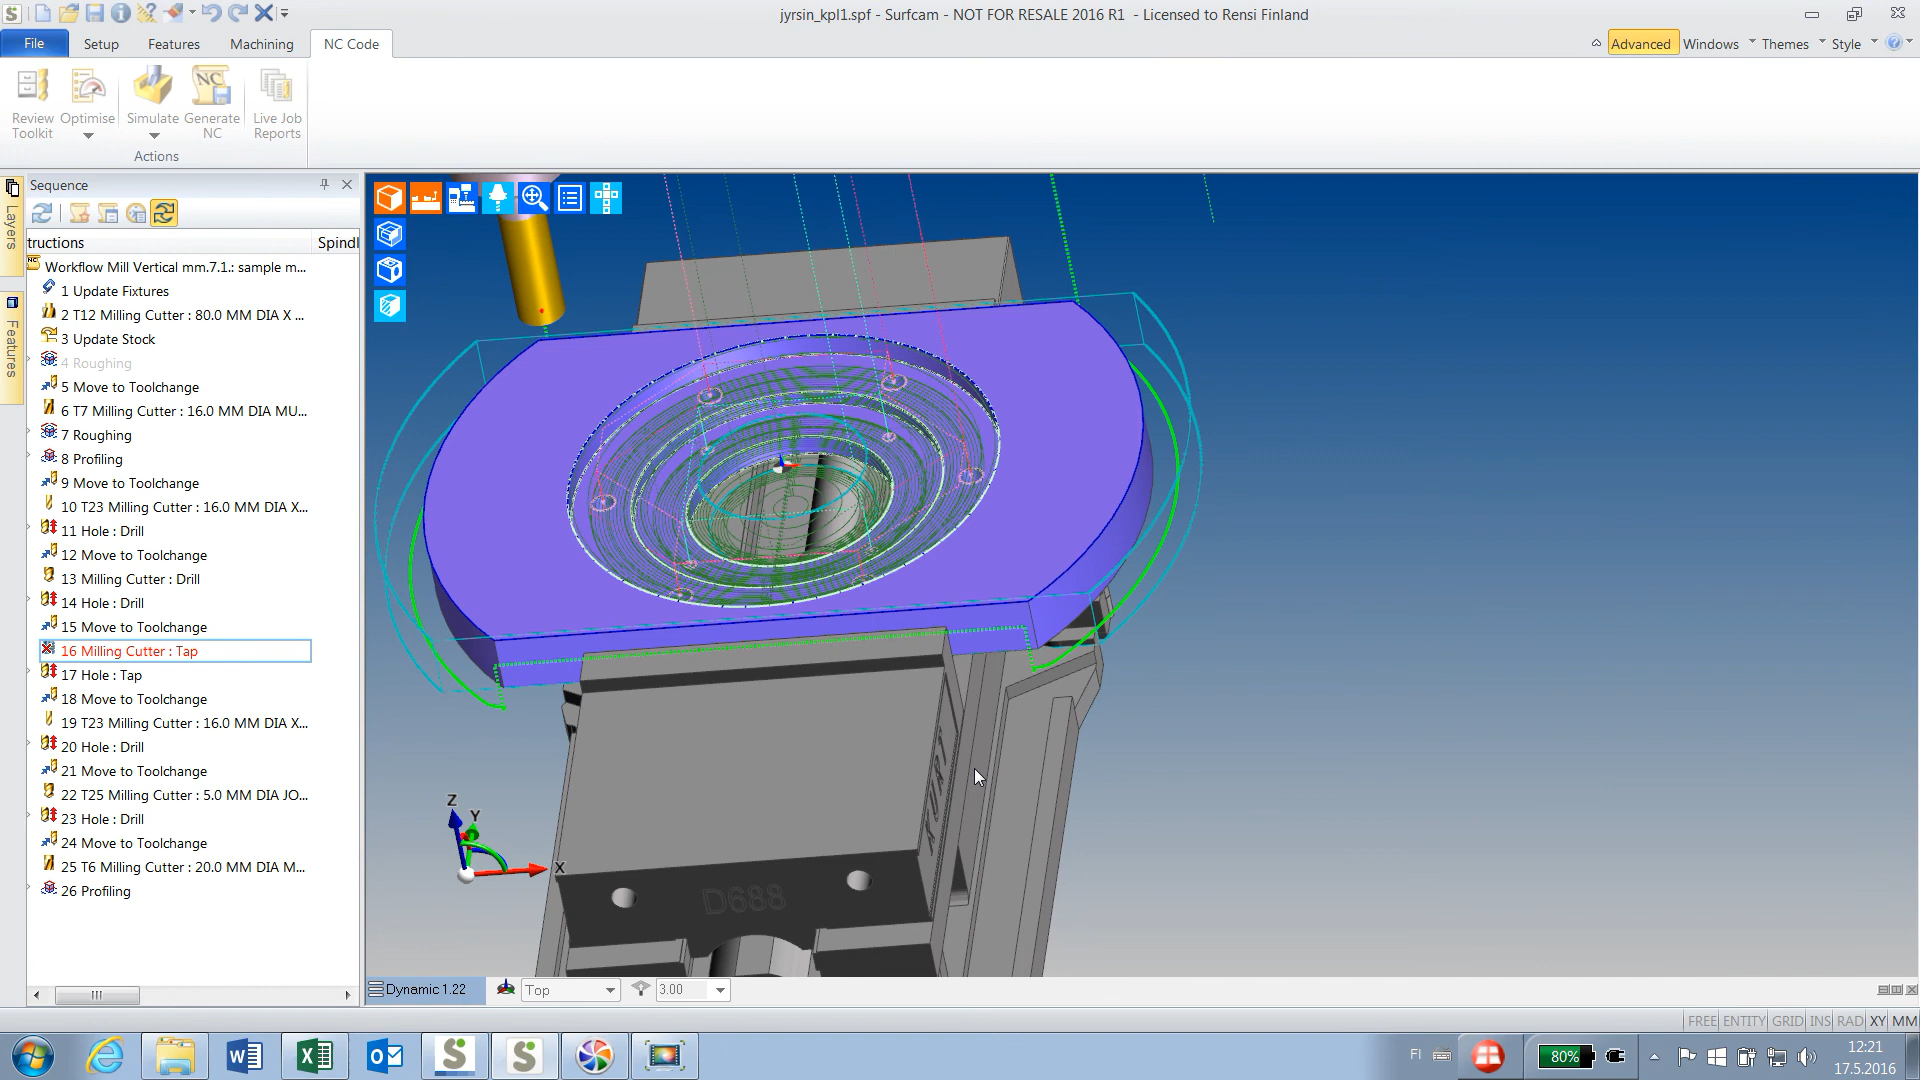 jyrsin_kpl1.spf - Surfcam - NOT FOR RESALE 2016 R1 - Licensed to Rensi Finland
File
Setup
Features
Machining
NC Code
Advanced
Windows
Themes
Style
Review Toolkit
Optimise
Simulate
Generate NC
Live Job Reports
Actions
Layers
Features
Sequence
tructions
Spindl
Workflow Mill Vertical mm.7.1.: sample m...
1 Update Fixtures
2 T12 Milling Cutter : 80.0 MM DIA X ...
3 Update Stock
4 Roughing
5 Move to Toolchange
6 T7 Milling Cutter : 16.0 MM DIA MU...
7 Roughing
8 Profiling
9 Move to Toolchange
10 T23 Milling Cutter : 16.0 MM DIA X...
11 Hole : Drill
12 Move to Toolchange
13 Milling Cutter : Drill
14 Hole : Drill
15 Move to Toolchange
16 Milling Cutter : Tap
17 Hole : Tap
18 Move to Toolchange
19 T23 Milling Cutter : 16.0 MM DIA X...
20 Hole : Drill
21 Move to Toolchange
22 T25 Milling Cutter : 5.0 MM DIA JO...
23 Hole : Drill
24 Move to Toolchange
25 T6 Milling Cutter : 20.0 MM DIA M...
26 Profiling
KURT
D688
Z
Y
X
Dynamic 1.22
Top
3.00
FREE ENTITY GRID INS RAD XY MM
FI
80%
12:21
17.5.2016